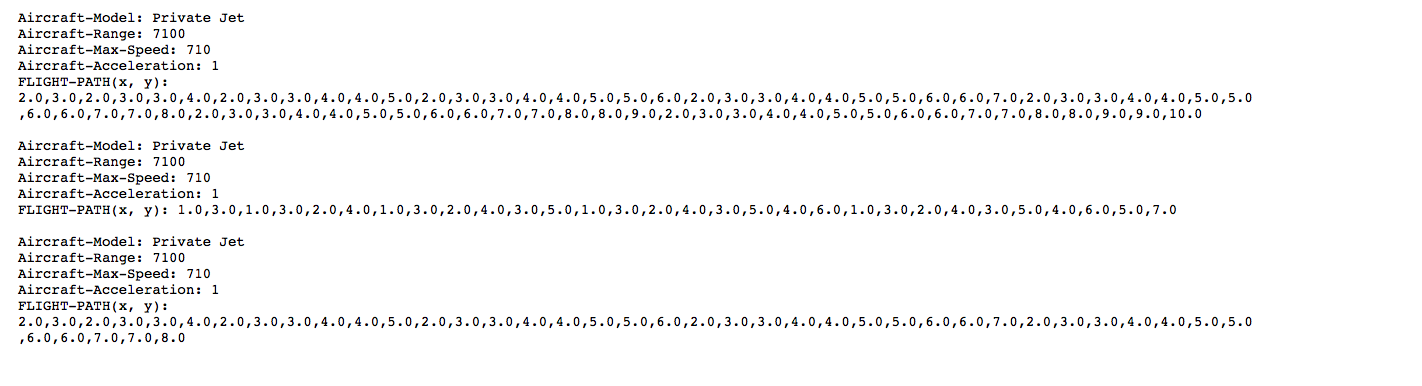 Aircraft-Model: Private Jet
Aircraft-Range: 7100
Aircraft-Max-Speed: 710
Aircraft-Acceleration: 1
FLIGHT-PATH(x, y):
2.0,3.0,2.0,3.0,3.0,4.0,2.0,3.0,3.0,4.0,4.0,5.0,2.0,3.0,3.0,4.0,4.0,5.0,5.0,6.0,2.0,3.0,3.0,4.0,4.0,5.0,5.0,6.0,6.0,7.0,2.0,3.0,3.0,4.0,4.0,5.0,5.0
,6.0,6.0,7.0,7.0,8.0,2.0,3.0,3.0,4.0,4.0,5.0,5.0,6.0,6.0,7.0,7.0,8.0,8.0,9.0,2.0,3.0,3.0,4.0,4.0,5.0,5.0,6.0,6.0,7.0,7.0,8.0,8.0,9.0,9.0,10.0
Aircraft-Model: Private Jet
Aircraft-Range: 7100
Aircraft-Max-Speed: 710
Aircraft-Acceleration: 1
FLIGHT-PATH(x, y): 1.0,3.0,1.0,3.0,2.0,4.0,1.0,3.0,2.0,4.0,3.0,5.0,1.0,3.0,2.0,4.0,3.0,5.0,4.0,6.0,1.0,3.0,2.0,4.0,3.0,5.0,4.0,6.0,5.0,7.0
Aircraft-Model: Private Jet
Aircraft-Range: 7100
Aircraft-Max-Speed: 710
Aircraft-Acceleration: 1
FLIGHT-PATH(x, y):
2.0,3.0,2.0,3.0,3.0,4.0,2.0,3.0,3.0,4.0,4.0,5.0,2.0,3.0,3.0,4.0,4.0,5.0,5.0,6.0,2.0,3.0,3.0,4.0,4.0,5.0,5.0,6.0,6.0,7.0,2.0,3.0,3.0,4.0,4.0,5.0,5.0
,6.0,6.0,7.0,7.0,8.0